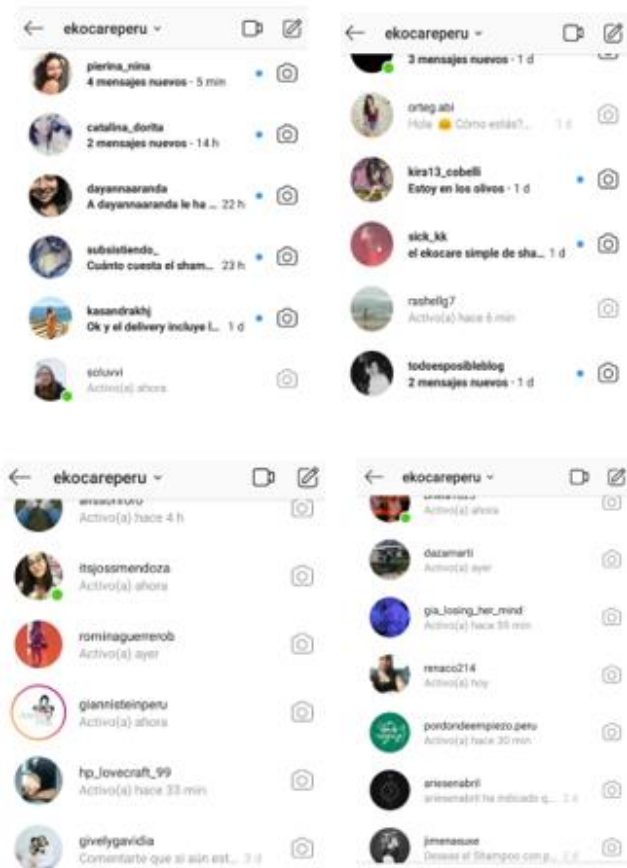 ekocareperu
pierina_nina
4 mensajes nuevos · 5 min
catalina_dorita
2 mensajes nuevos · 14 h
dayannaaranda
A dayannaaranda le ha ... 22 h
subsistiendo_
Cuánto cuesta el sham... 23 h
kasandrakhj
Ok y el delivery incluye l... 1 d
soluvvi
Activo(a) ahora
ekocareperu
3 mensajes nuevos · 1 d
orteg.abi
Hola Cómo estás?... 1 d
kira13_cobelli
Estoy en los olivos · 1 d
sick_kk
el ekocare simple de sha... 1 d
rashellg7
Activo(a) hace 6 min
todoesposibleblog
2 mensajes nuevos · 1 d
ekocareperu
Activo(a) hace 4 h
itsjossmendoza
Activo(a) ahora
rominaguerrerob
Activo(a) ayer
giannisteinperu
Activo(a) ahora
hp_lovecraft_99
Activo(a) hace 33 min
givelygavidia
Comentarte que si aún est... 3 d
ekocareperu
Activo(a) ahora
dazamarti
Activo(a) ayer
gia_losing_her_mind
Activo(a) hace 59 min
renaco214
Activo(a) hoy
pordondeempiezo.peru
Activo(a) hace 30 min
ariesenabril
ariesenabril ha indicado q... 2 d
jimenasuxe
Deseas el Shampoo con p...